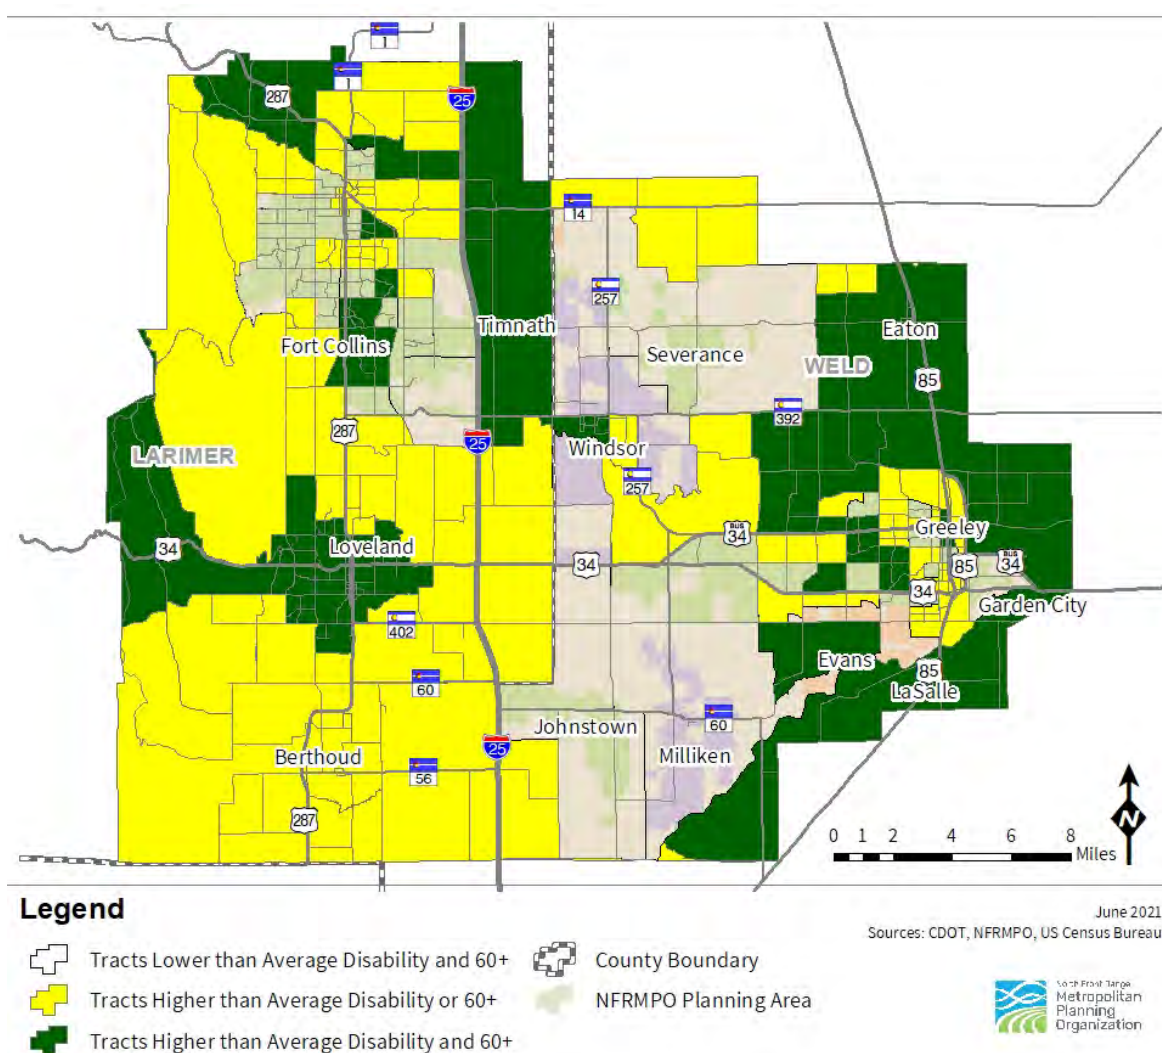 1
1
287
25
14
257
Timnath
Eaton
Fort Collins
Severance
WELD
85
392
287
25
LARIMER
Windsor
257
BUS
34
Greeley
34
Loveland
34
85
BUS
34
34
Garden City
402
Evans
85
60
LaSalle
60
Johnstown
25
Milliken
Berthoud
56
287
N
0 1 2 4 6 8
Miles
Legend
June 2021
Sources: CDOT, NFRMPO, US Census Bureau
Tracts Lower than Average Disability and 60+
County Boundary
Tracts Higher than Average Disability or 60+
NFRMPO Planning Area
Tracts Higher than Average Disability and 60+
North Front Range
Metropolitan
Planning
Organization